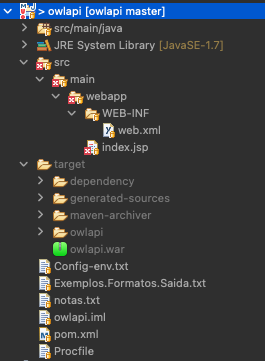 > owlapi [owlapi master]
src/main/java
JRE System Library [JavaSE-1.7]
src
main
webapp
WEB-INF
web.xml
index.jsp
target
dependency
generated-sources
maven-archiver
owlapi
owlapi.war
Config-env.txt
Exemplos.Formatos.Saida.txt
notas.txt
owlapi.iml
pom.xml
Procfile